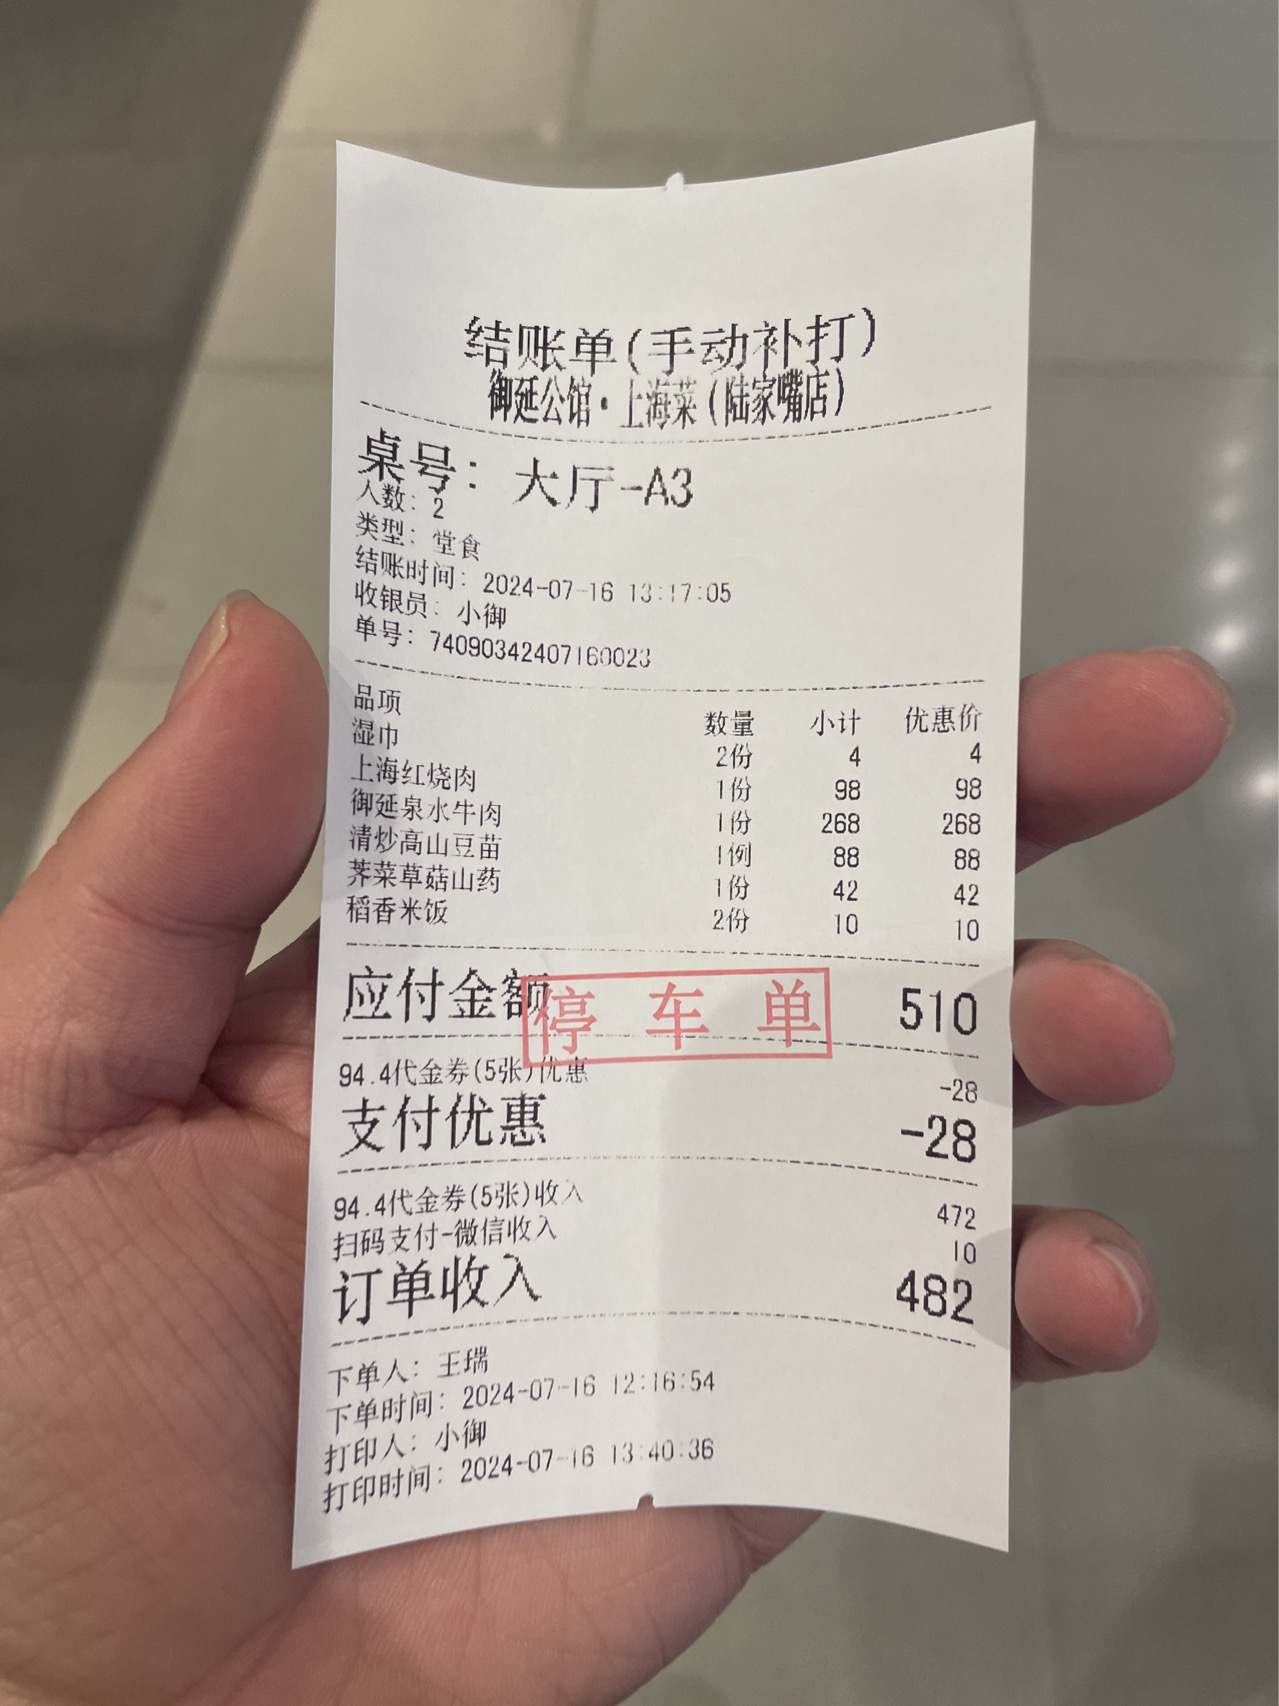 结账单(手动补打)
御延公馆·上海菜(陆家嘴店)
桌号: 大厅-A3
人数: 2
类型: 堂食
结账时间: 2024-07-16 13:17:05
收银员: 小御
单号: 74090342407160023
品项 数量 小计 优惠价
湿巾 2份 4 4
上海红烧肉 1份 98 98
御延泉水牛肉 1份 268 268
清炒高山豆苗 1例 88 88
荠菜草菇山药 1份 42 42
稻香米饭 2份 10 10
应付金额 510
停车单
94.4代金券(5张)优惠 -28
支付优惠 -28
94.4代金券(5张)收入 472
扫码支付-微信收入 10
订单收入 482
下单人: 王瑞
下单时间: 2024-07-16 12:16:54
打印人: 小御
打印时间: 2024-07-16 13:40:36